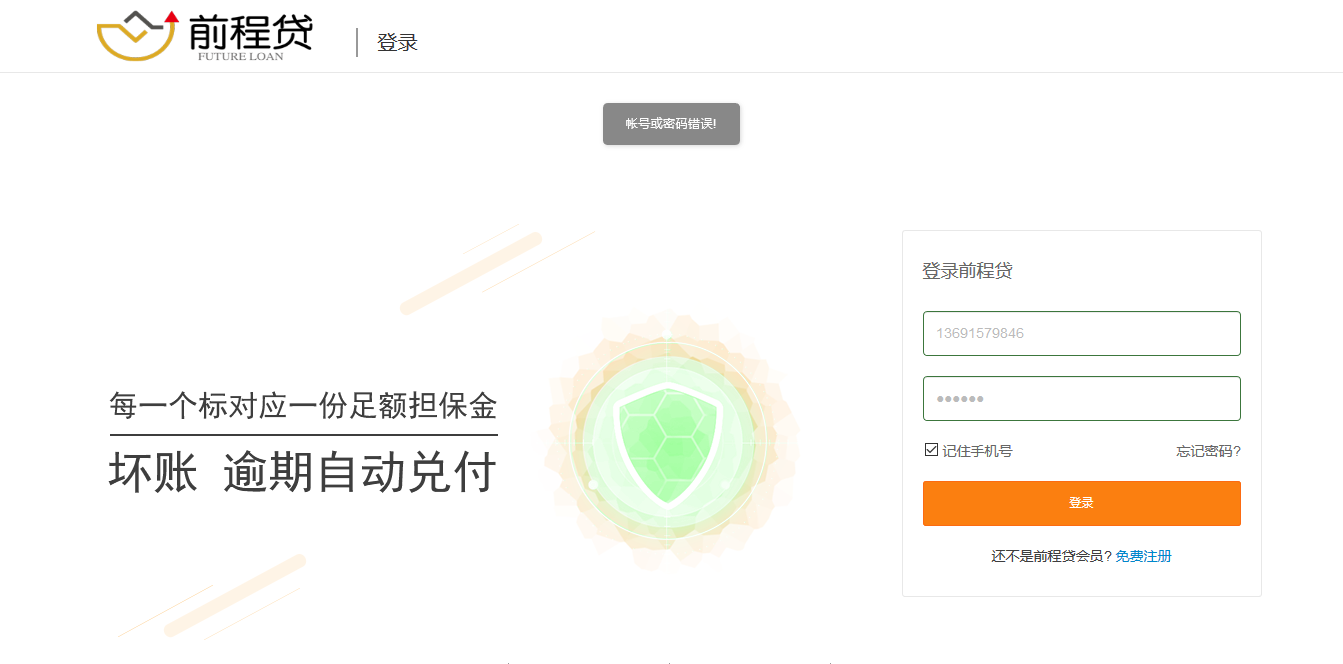 前程贷
FUTURE LOAN
登录
帐号或密码错误!
登录前程贷
13691579846
••••••
记住手机号
忘记密码?
登录
还不是前程贷会员? 免费注册
每一个标对应一份足额担保金
坏账 逾期自动兑付